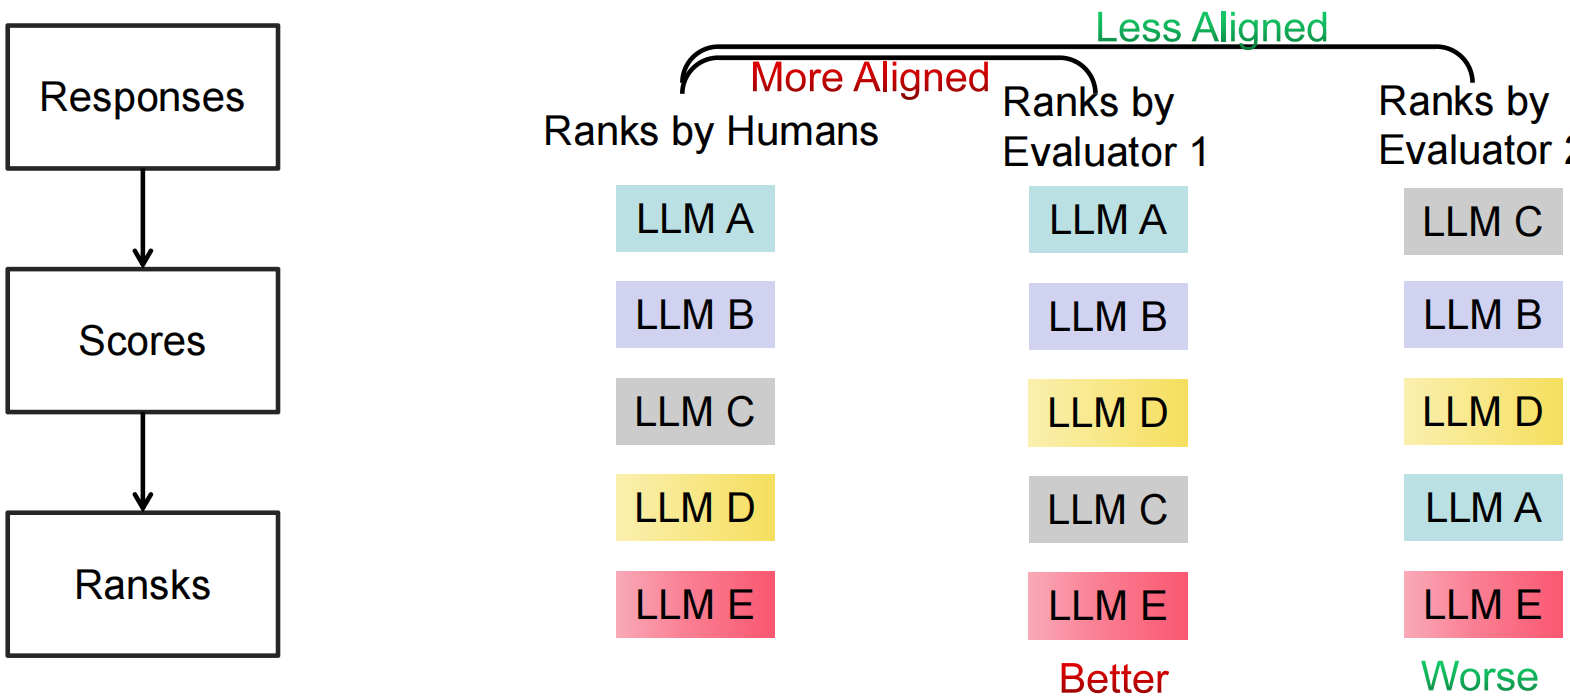 Responses
Scores
Ransks
Less Aligned
More Aligned
Ranks by Humans
LLM A
LLM B
LLM C
LLM D
LLM E
Ranks by
Evaluator 1
LLM A
LLM B
LLM D
LLM C
LLM E
Better
Ranks by
Evaluator 2
LLM C
LLM B
LLM D
LLM A
LLM E
Worse